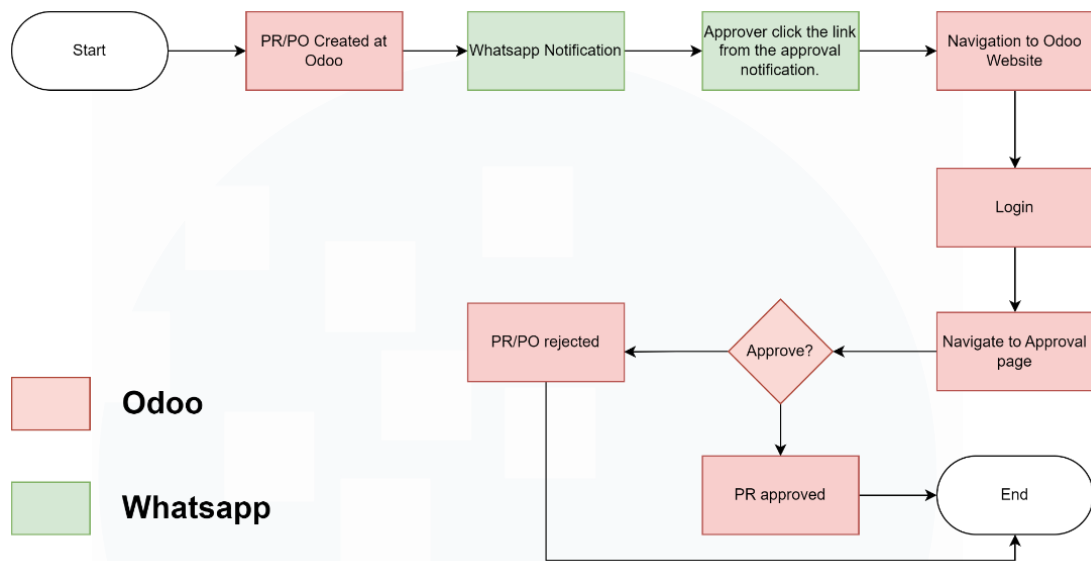 Start
PR/PO Created at
Odoo
Whatsapp Notification
Approver click the link
from the approval
notification.
Navigation to Odoo
Website
Login
PR/PO rejected
Approve?
Navigate to Approval
page
Odoo
PR approved
End
Whatsapp